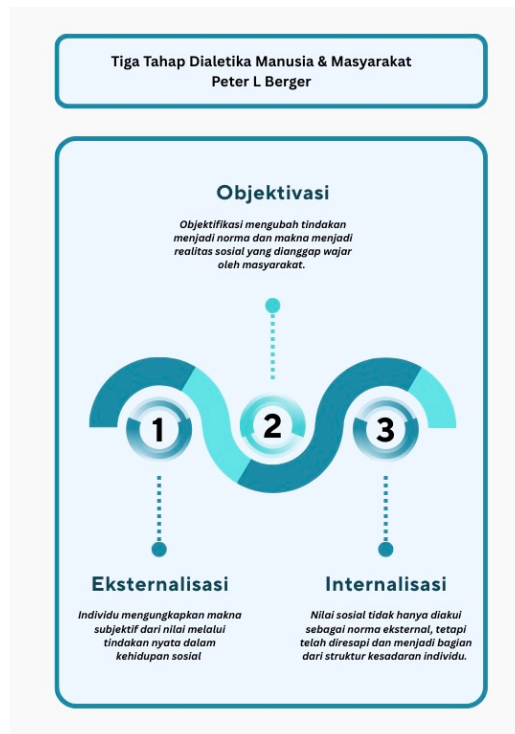 Tiga Tahap Dialetika Manusia & Masyarakat
Peter L Berger
Objektivasi
Objektifikasi mengubah tindakan
menjadi norma dan makna menjadi
realitas sosial yang dianggap wajar
oleh masyarakat.
1
2
3
Eksternalisasi
Individu mengungkapkan makna
subjektif dari nilai melalui
tindakan nyata dalam
kehidupan sosial
Internalisasi
Nilai sosial tidak hanya diakui
sebagai norma eksternal, tetapi
telah diresapi dan menjadi bagian
dari struktur kesadaran individu.